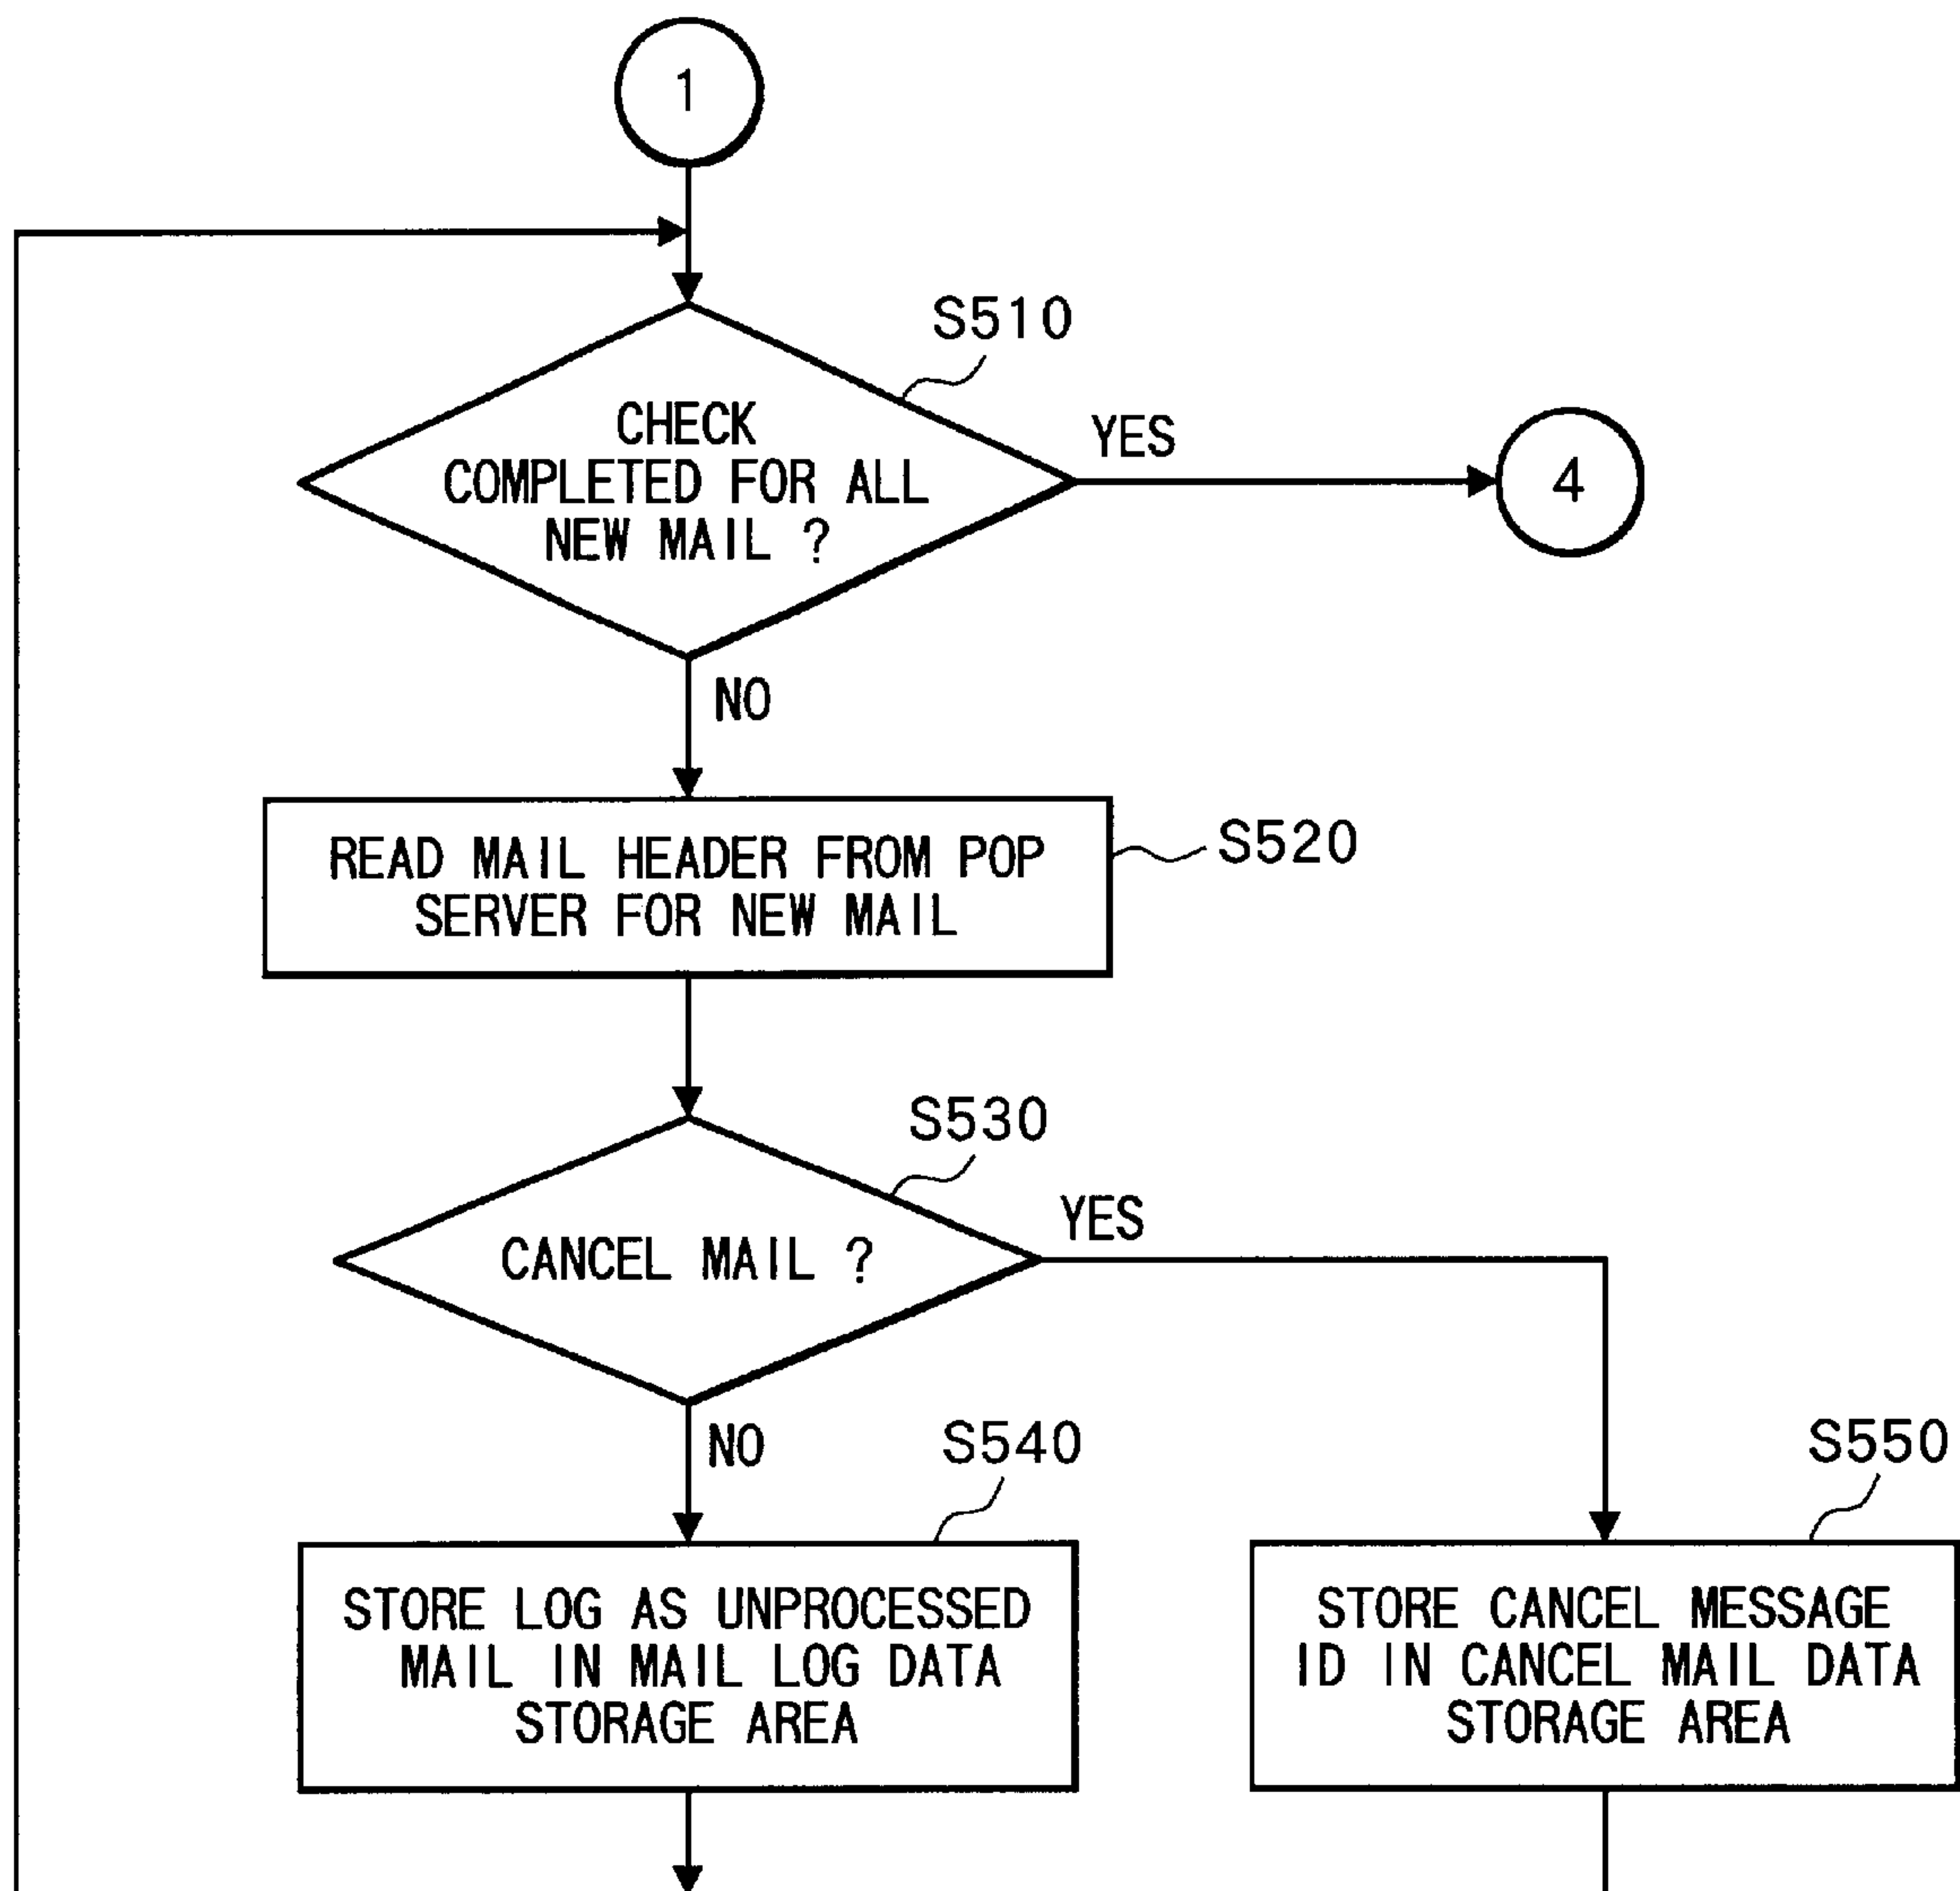 1
S510
CHECK
COMPLETED FOR ALL
NEW MAIL ?
YES
4
NO
READ MAIL HEADER FROM POP
SERVER FOR NEW MAIL
S520
S530
CANCEL MAIL ?
YES
NO
S540
S550
STORE LOG AS UNPROCESSED
MAIL IN MAIL LOG DATA
STORAGE AREA
STORE CANCEL MESSAGE
ID IN CANCEL MAIL DATA
STORAGE AREA